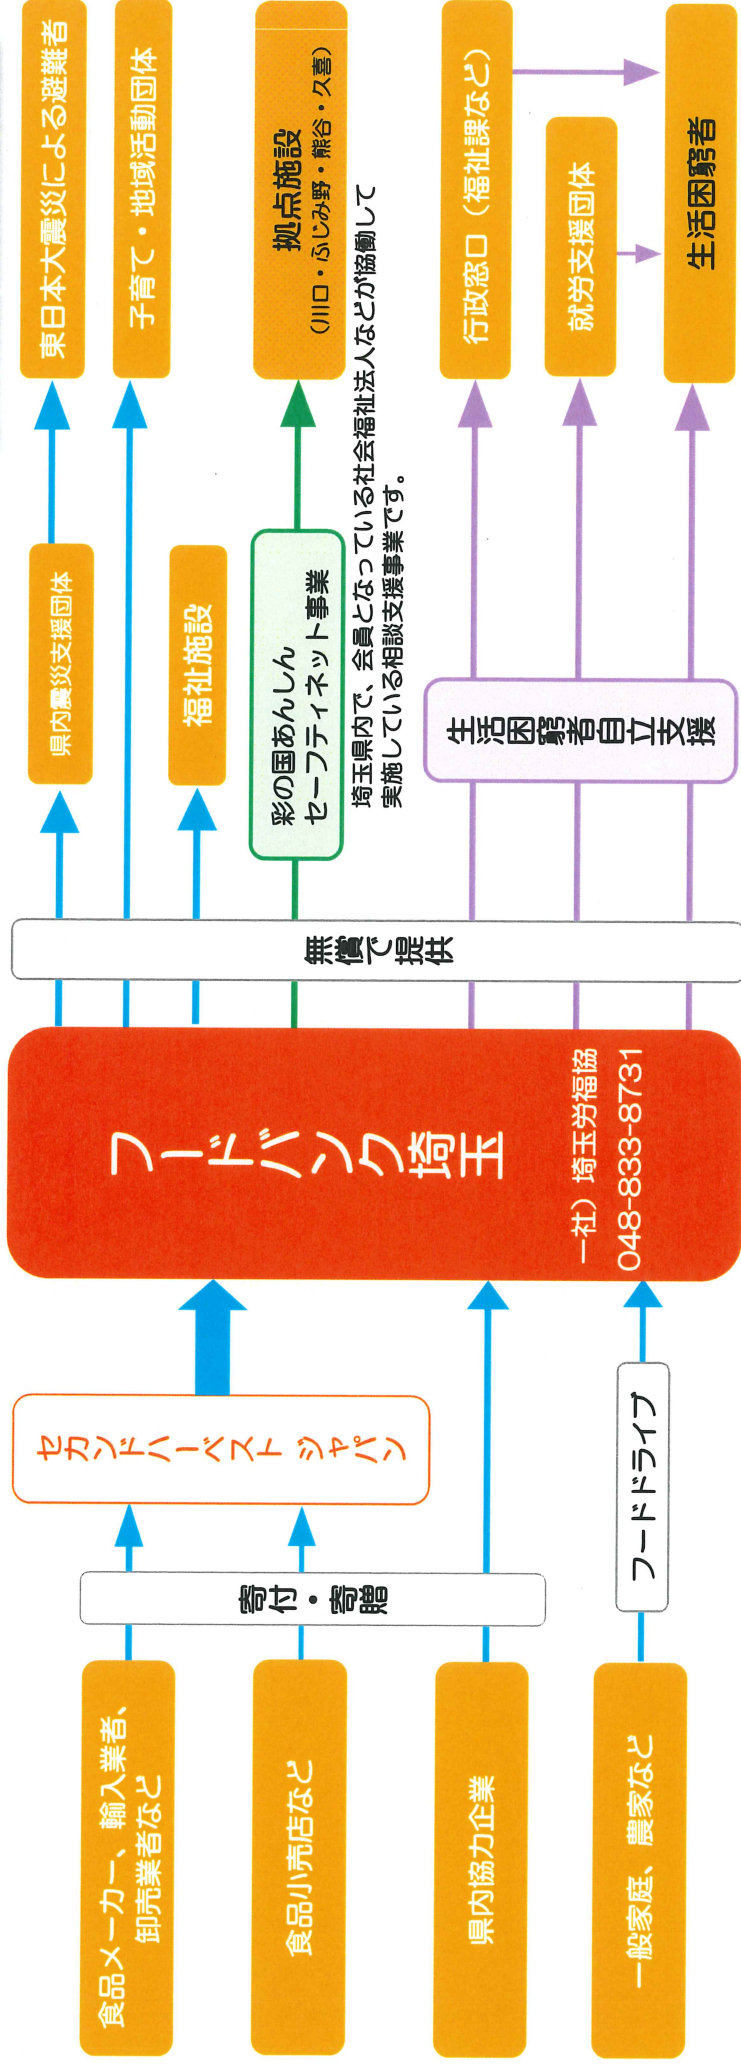 食品メーカー、輸入業者、
卸売業者など
食品小売店など
県内協力企業
一般家庭、農家など
寄付・寄贈
フードドライブ
セカンドハーベスト ジャパン
フードバンク埼玉
一社）埼玉労福協
048-833-8731
無償で提供
県内震災支援団体
東日本大震災による避難者
子育て・地域活動団体
福祉施設
彩の国あんしん
セーフティネット事業
拠点施設
（川口・ふじみ野・熊谷・久喜）
埼玉県内で、会員となっている社会福祉法人などが協働して
実施している相談支援事業です。
生活困窮者自立支援
行政窓口（福祉課など）
就労支援団体
生活困窮者